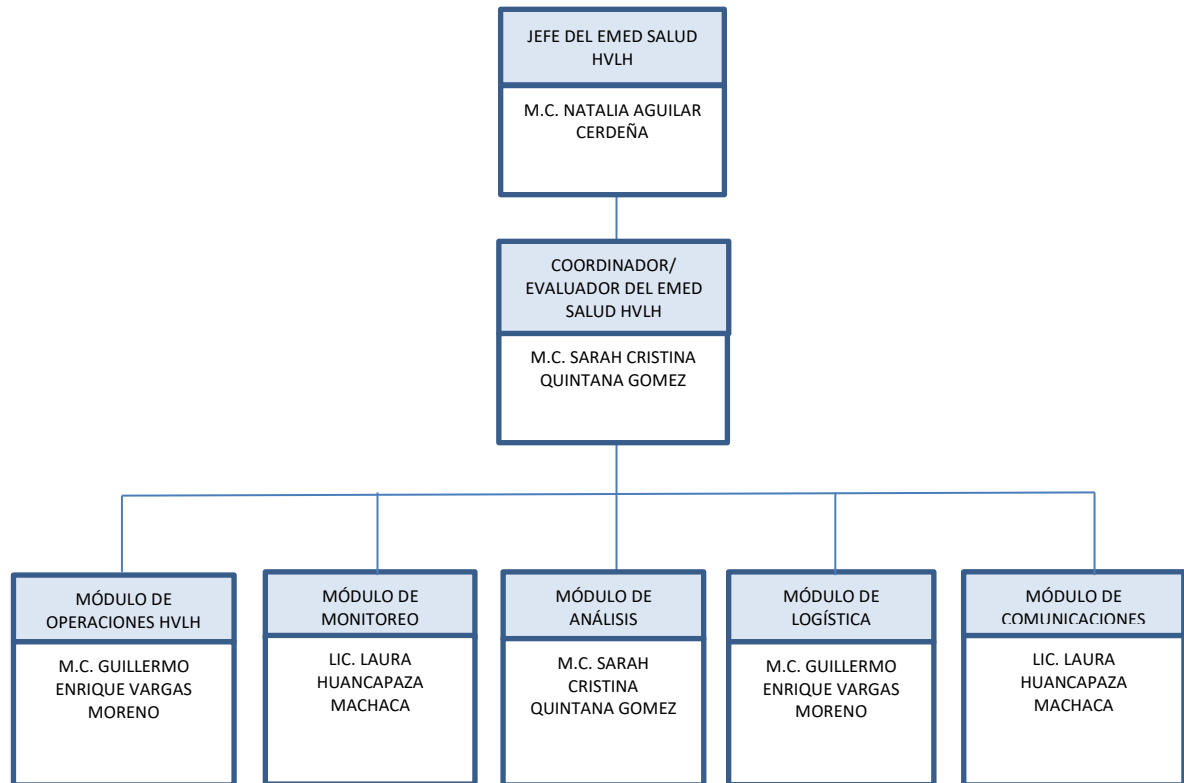 JEFE DEL EMED SALUD
HVLH
M.C. NATALIA AGUILAR
CERDEÑA
COORDINADOR/
EVALUADOR DEL EMED
SALUD HVLH
M.C. SARAH CRISTINA
QUINTANA GOMEZ
MÓDULO DE
OPERACIONES HVLH
M.C. GUILLERMO
ENRIQUE VARGAS
MORENO
MÓDULO DE
MONITOREO
LIC. LAURA
HUANCAPAZA
MACHACA
MÓDULO DE
ANÁLISIS
M.C. SARAH
CRISTINA
QUINTANA GOMEZ
MÓDULO DE
LOGÍSTICA
M.C. GUILLERMO
ENRIQUE VARGAS
MORENO
MÓDULO DE
COMUNICACIONES
LIC. LAURA
HUANCAPAZA
MACHACA